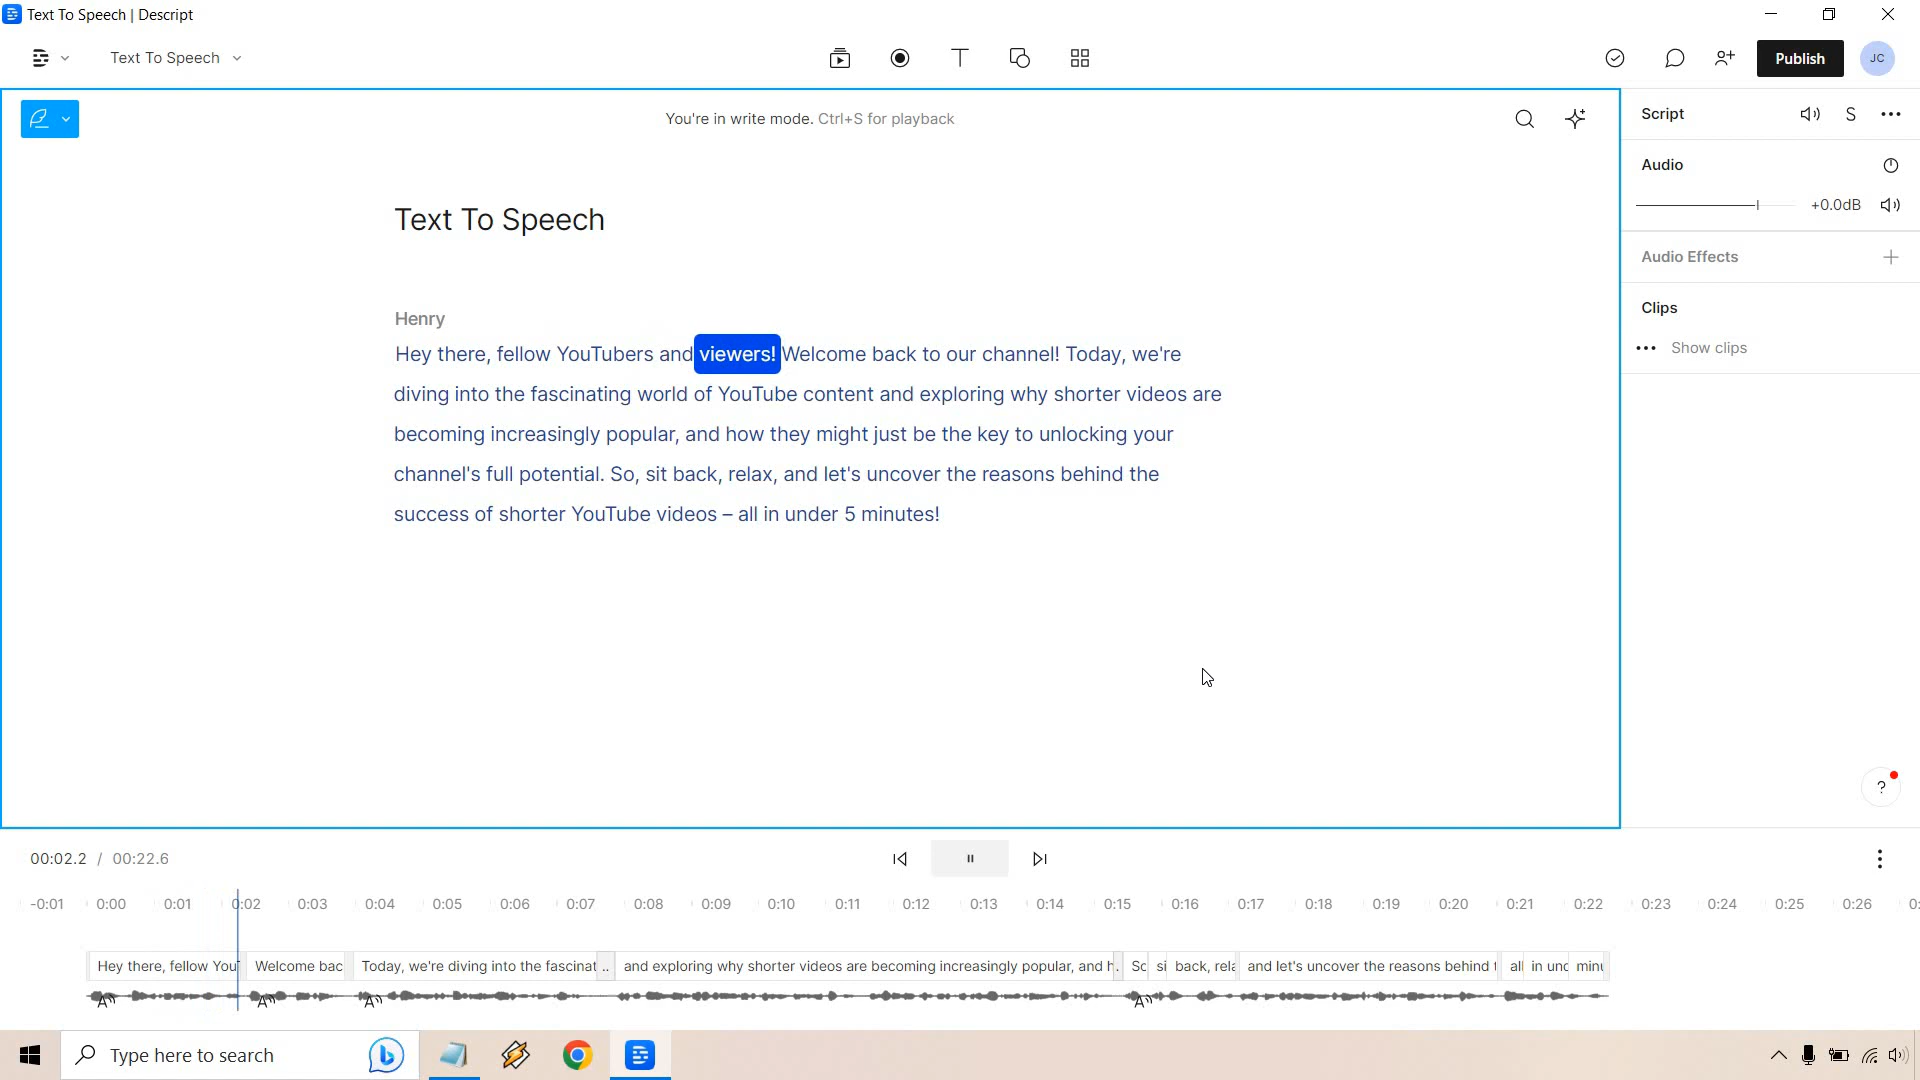 Text To Speech | Descript
Text To Speech
Publish
JC
You're in write mode. Ctrl+S for playback
Script
S
Audio
+0.0dB
Audio Effects
Clips
Show clips
Text To Speech
Henry
Hey there, fellow YouTubers and viewers! Welcome back to our channel! Today, we're
diving into the fascinating world of YouTube content and exploring why shorter videos are
becoming increasingly popular, and how they might just be the key to unlocking your
channel's full potential. So, sit back, relax, and let's uncover the reasons behind the
success of shorter YouTube videos – all in under 5 minutes!
?
00:02.2 / 00:22.6
-0:01 0:00 0:01 0:02 0:03 0:04 0:05 0:06 0:07 0:08 0:09 0:10 0:11 0:12 0:13 0:14 0:15 0:16 0:17 0:18 0:19 0:20 0:21 0:22 0:23 0:24 0:25 0:26 0:
Hey there, fellow You Welcome bac Today, we're diving into the fascinat .. and exploring why shorter videos are becoming increasingly popular, and h. Sc si back, rela and let's uncover the reasons behind t all in und minu
Type here to search